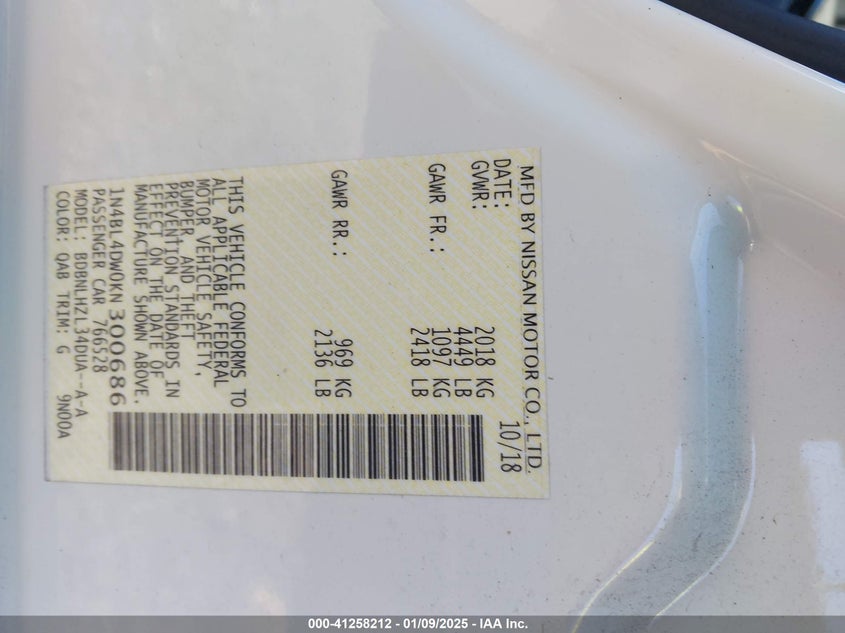 MFD BY NISSAN MOTOR CO., LTD.
DATE: 10/18
GVWR: 2018 KG
4449 LB
GAWR FR.: 1097 KG
2418 LB
GAWR RR.: 969 KG
2136 LB
THIS VEHICLE CONFORMS TO
ALL APPLICABLE FEDERAL
MOTOR VEHICLE SAFETY,
BUMPER AND THEFT
PREVENTION STANDARDS IN
EFFECT ON THE DATE OF
MANUFACTURE SHOWN ABOVE.
1N4BL4DW0KN300686
PASSENGER CAR 766528
MODEL: BDBNLHZL34DUA--A-A
COLOR: QAB TRIM: G 9N00A
000-41258212 - 01/09/2025 - IAA Inc.